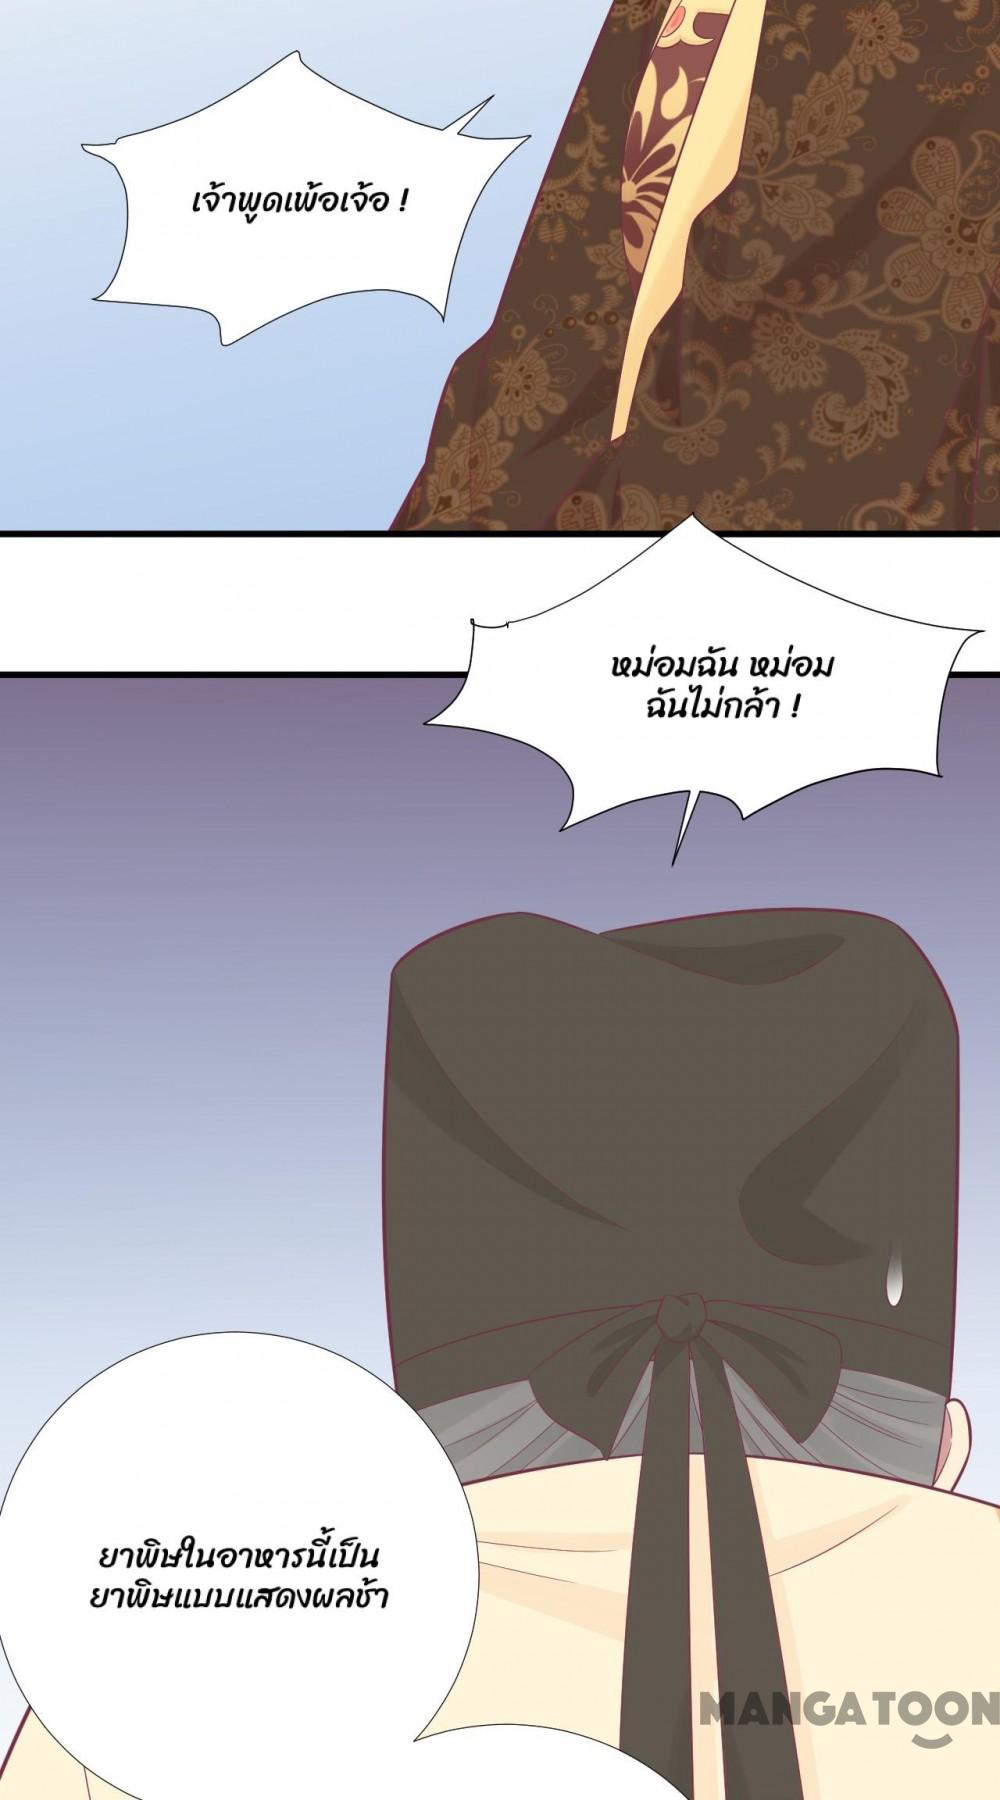 เจ้าพูดเพ้อเจ้อ !
หม่อมฉัน หม่อม
ฉันไม่กล้า !
ยาพิษในอาหารนี้เป็น
ยาพิษแบบแสดงผลช้า
MANGATOON